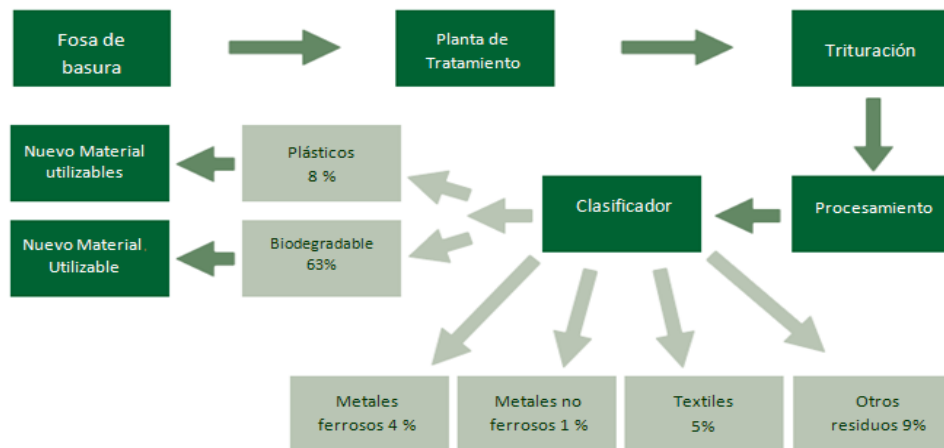 Fosa de
basura
Planta de
Tratamiento
Trituración
Nuevo Material
utilizables
Plásticos
8 %
Clasificador
Procesamiento
Nuevo Material
Utilizable
Biodegradable
63%
Metales
ferrosos 4 %
Metales no
ferrosos 1 %
Textiles
5%
Otros
residuos 9%